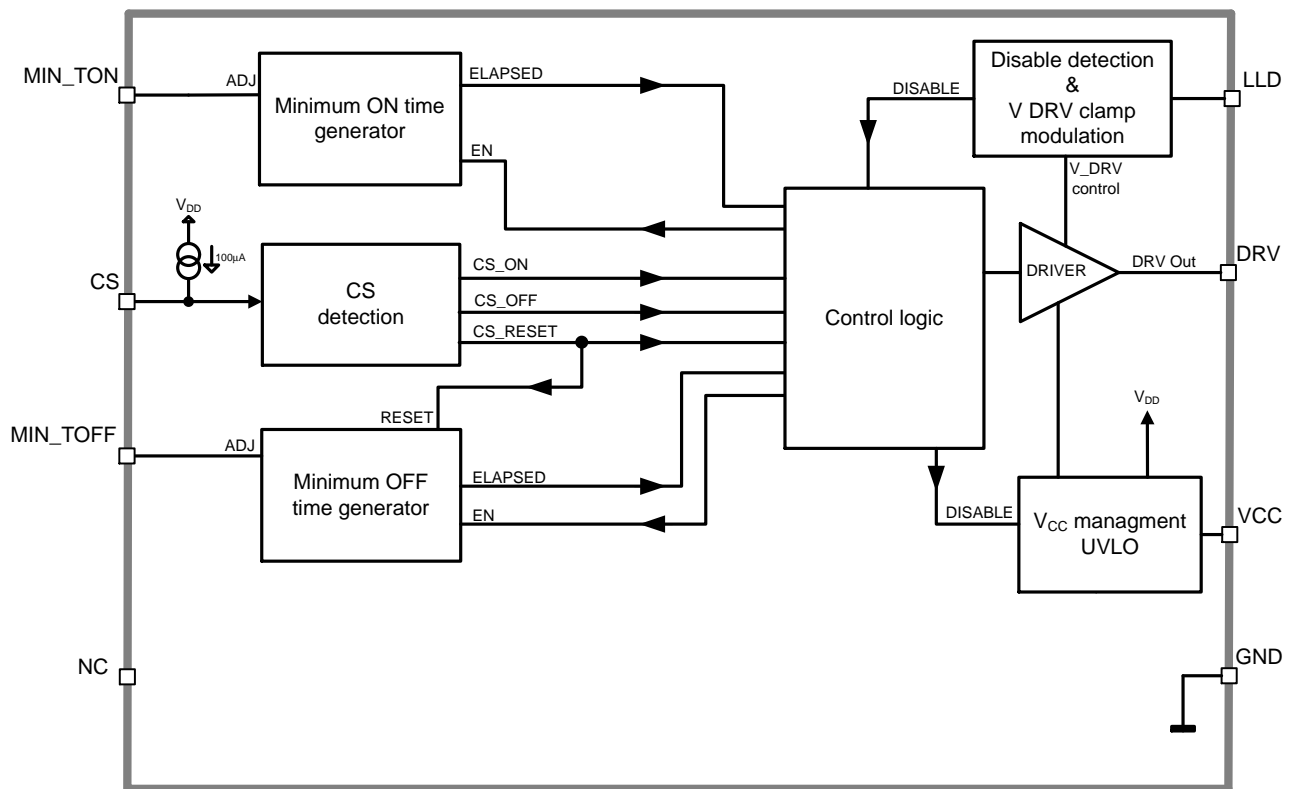 MIN_TON
ADJ
Minimum ON time
generator
ELAPSED
EN
DISABLE
Disable detection
&
V DRV clamp
modulation
LLD
V_DRV
control
VDD
100µA
CS
CS
detection
CS_ON
CS_OFF
CS_RESET
Control logic
DRIVER
DRV Out
DRV
RESET
MIN_TOFF
ADJ
Minimum OFF
time generator
ELAPSED
EN
DISABLE
VDD
VCC managment
UVLO
VCC
NC
GND